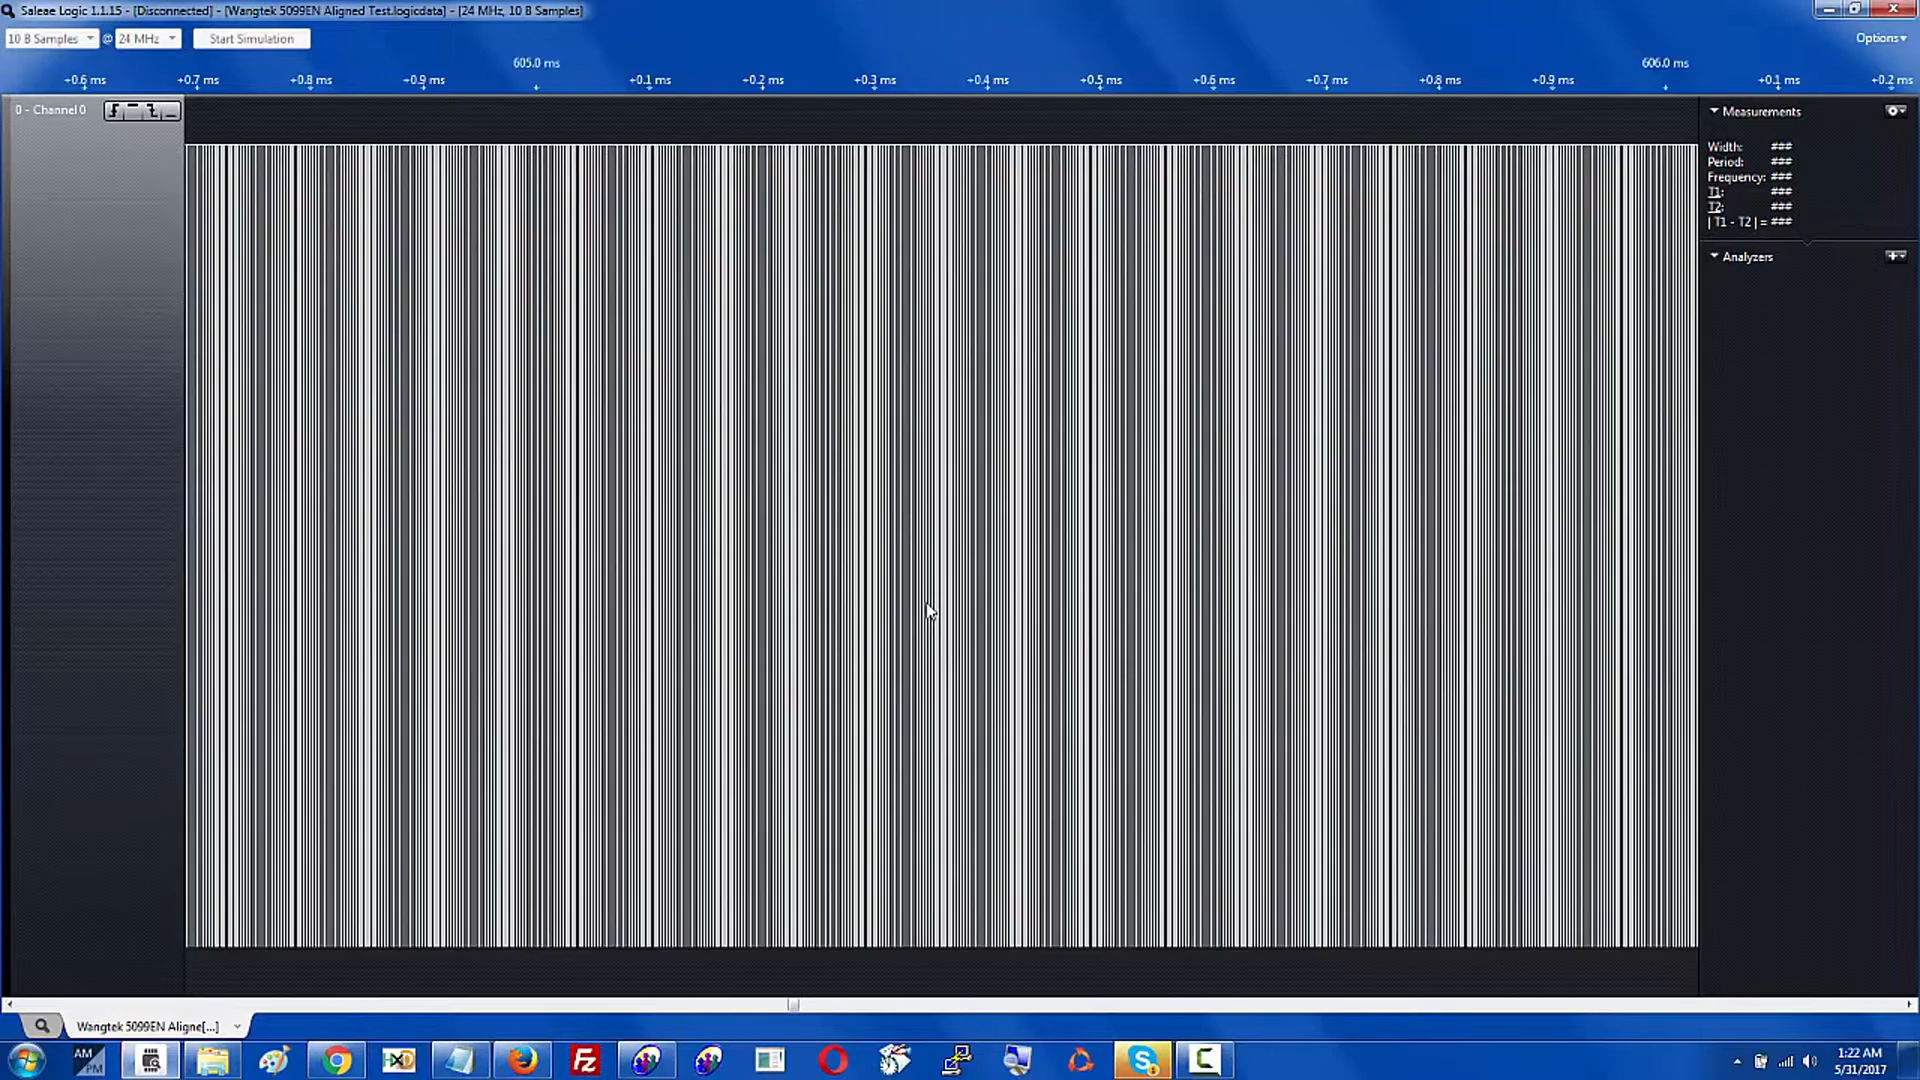 Saleae Logic 1.1.15 - [Disconnected] - [Wangtek 5099EN Aligned Test.logicdata] - [24 MHz, 10 B Samples]
10 B Samples @ 24 MHz Start Simulation Options
605.0 ms 606.0 ms
+0.6 ms +0.7 ms +0.8 ms +0.9 ms +0.1 ms +0.2 ms +0.3 ms +0.4 ms +0.5 ms +0.6 ms +0.7 ms +0.8 ms +0.9 ms +0.1 ms +0.2 ms
0 - Channel 0
Measurements
Width: ###
Period: ###
Frequency: ###
T1: ###
T2: ###
| T1 - T2 | = ###
Analyzers
Wangtek 5099EN Aligne[...]
AM
PM
HXD
FZ
S
C
1:22 AM
5/31/2017